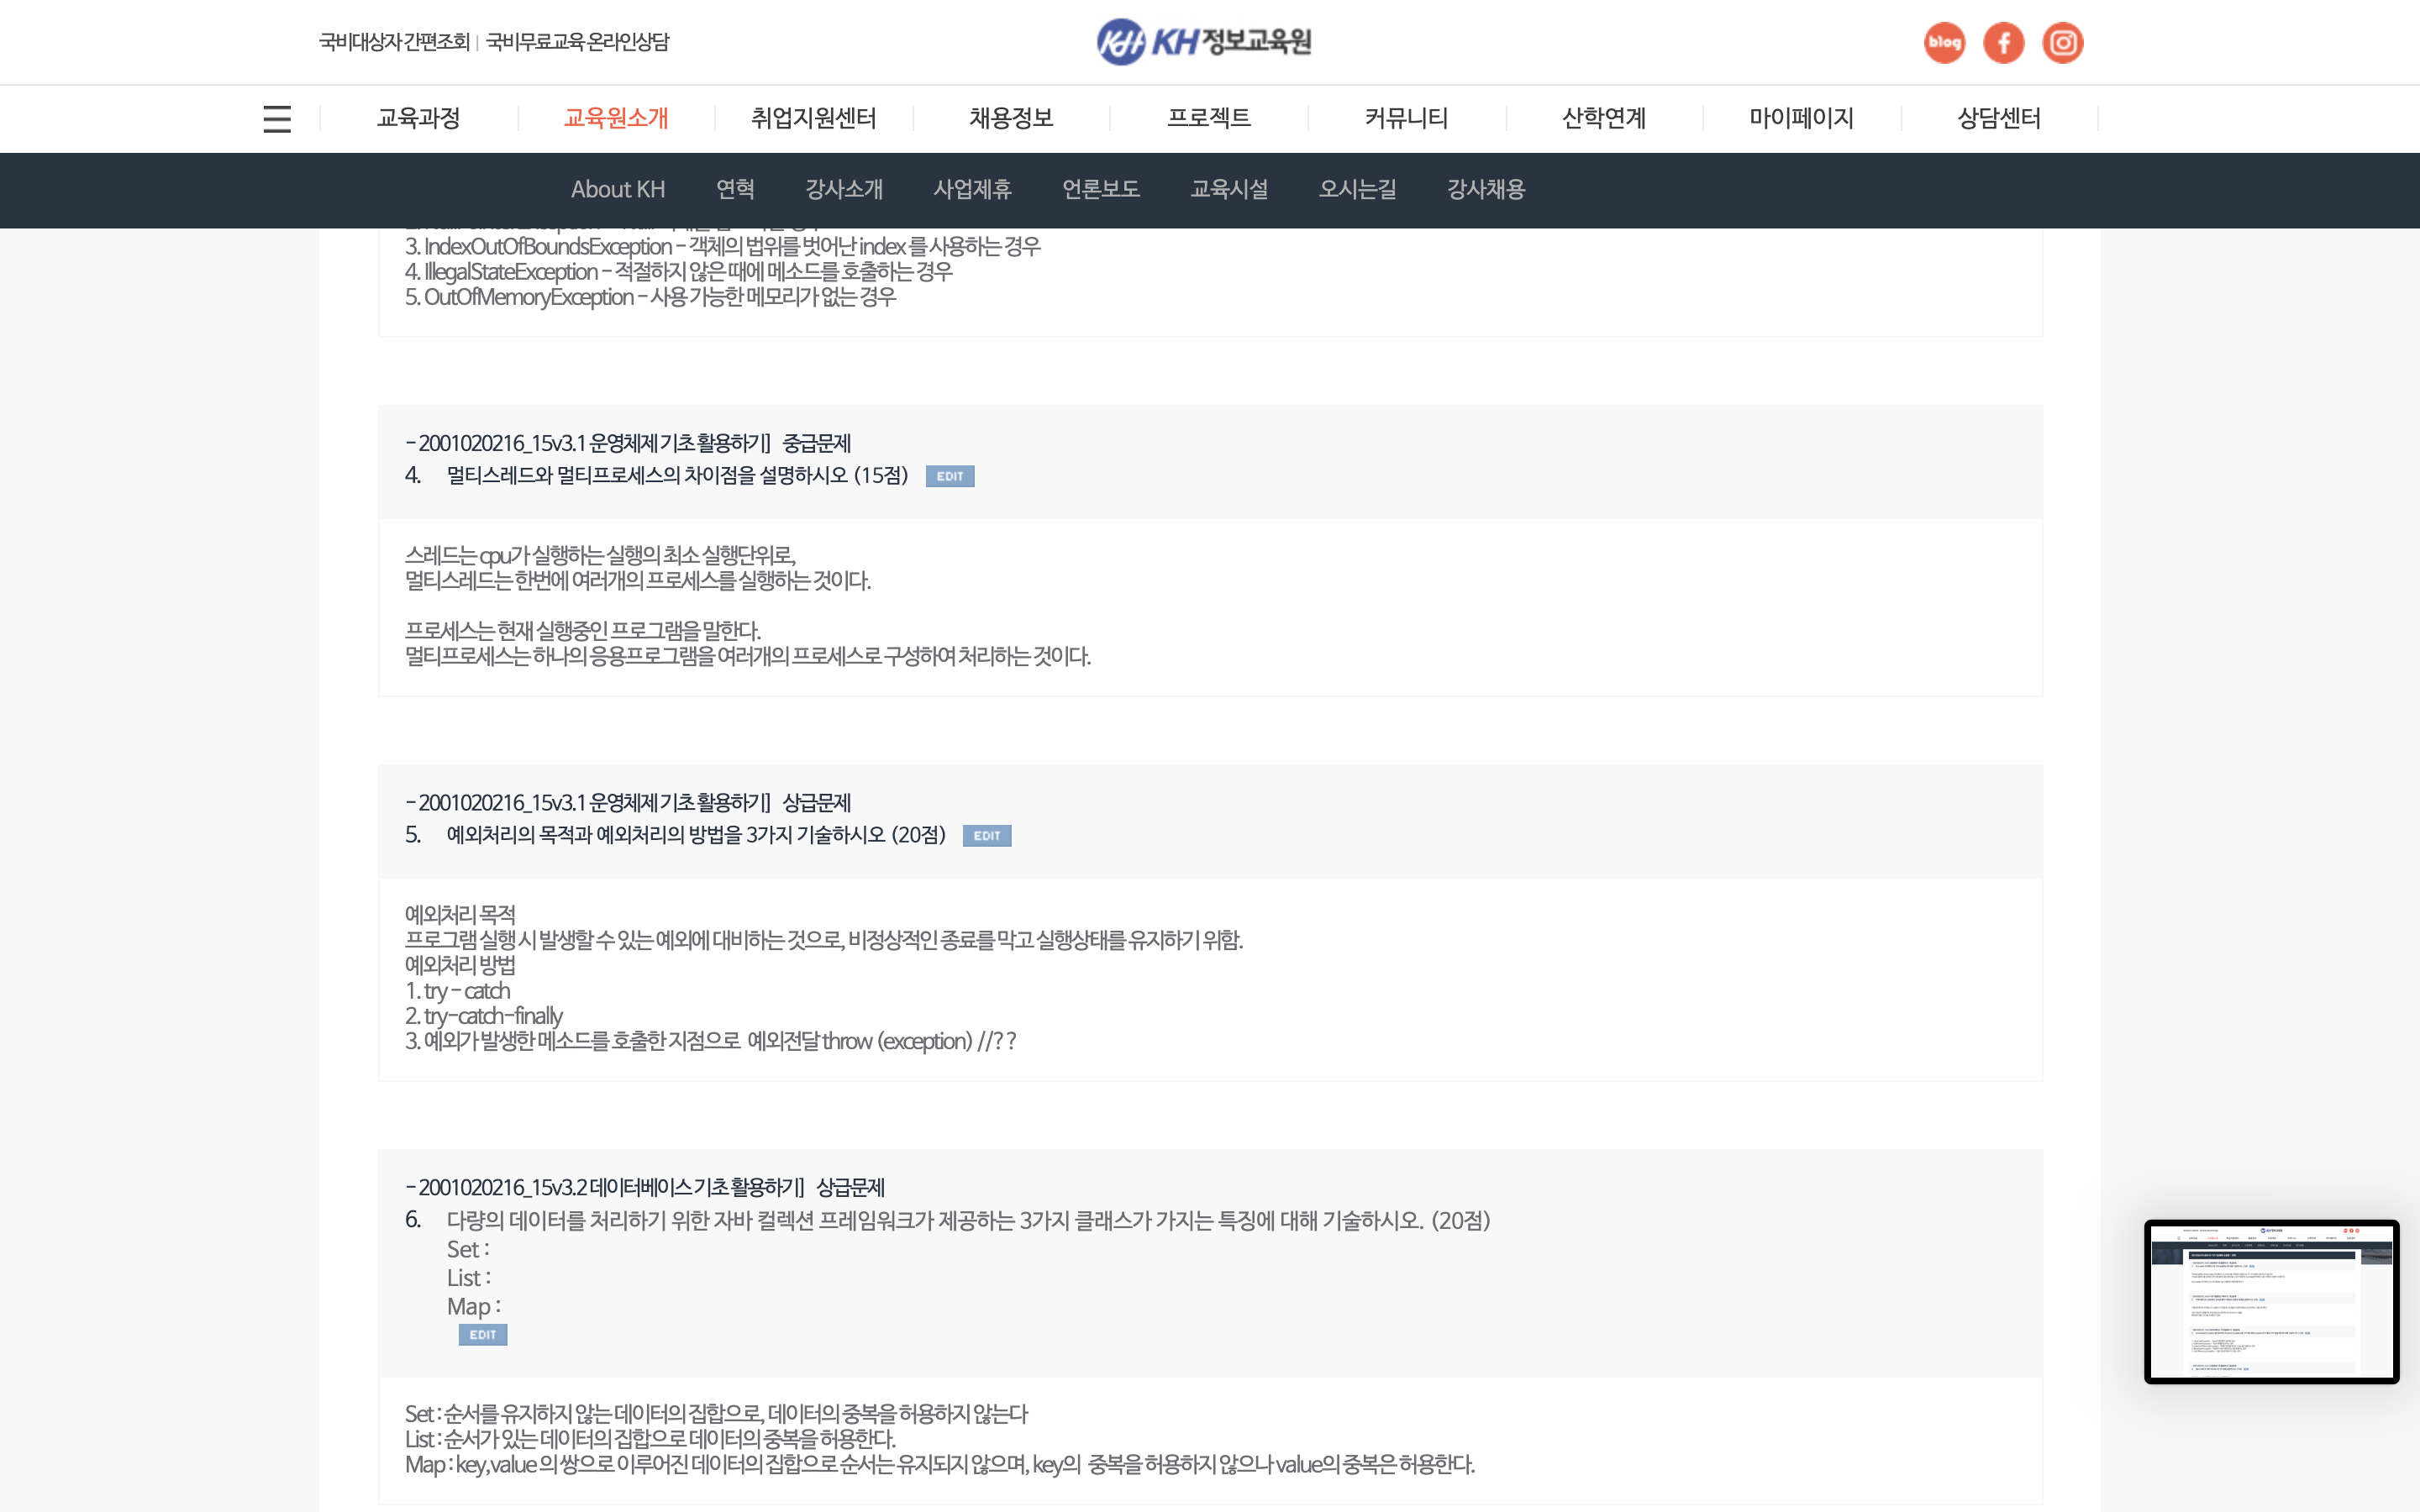 국비대상자 간편조회 | 국비무료교육 온라인상담
KH KH정보교육원
blog
교육과정 교육원소개 취업지원센터 채용정보 프로젝트 커뮤니티 산학연계 마이페이지 상담센터
About KH 연혁 강사소개 사업제휴 언론보도 교육시설 오시는길 강사채용
3. IndexOutOfBoundsException - 객체의 법위를 벗어난 index 를 사용하는 경우
4. IllegalStateException - 적절하지 않은 때에 메소드를 호출하는 경우
5. OutOfMemoryException - 사용 가능한 메모리가 없는 경우
- 2001020216_15v3.1 운영체제 기초 활용하기] 중급문제
4. 멀티스레드와 멀티프로세스의 차이점을 설명하시오 (15점) EDIT
스레드는 cpu가 실행하는 실행의 최소 실행단위로,
멀티스레드는 한번에 여러개의 프로세스를 실행하는 것이다.
프로세스는 현재 실행중인 프로그램을 말한다.
멀티프로세스는 하나의 응용프로그램을 여러개의 프로세스로 구성하여 처리하는 것이다.
- 2001020216_15v3.1 운영체제 기초 활용하기] 상급문제
5. 예외처리의 목적과 예외처리의 방법을 3가지 기술하시오 (20점) EDIT
예외처리 목적
프로그램 실행 시 발생할 수 있는 예외에 대비하는 것으로, 비정상적인 종료를 막고 실행상태를 유지하기 위함.
예외처리 방법
1. try - catch
2. try-catch-finally
3. 예외가 발생한 메소드를 호출한 지점으로 예외전달 throw (exception) //??
- 2001020216_15v3.2 데이터베이스 기초 활용하기] 상급문제
6. 다량의 데이터를 처리하기 위한 자바 컬렉션 프레임워크가 제공하는 3가지 클래스가 가지는 특징에 대해 기술하시오. (20점)
Set :
List :
Map :
EDIT
Set : 순서를 유지하지 않는 데이터의 집합으로, 데이터의 중복을 허용하지 않는다
List : 순서가 있는 데이터의 집합으로 데이터의 중복을 허용한다.
Map : key,value 의 쌍으로 이루어진 데이터의 집합으로 순서는 유지되지 않으며, key의 중복을 허용하지 않으나 value의 중복은 허용한다.